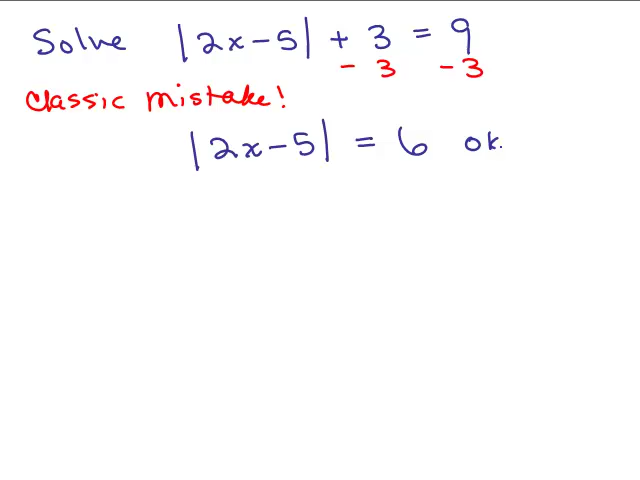 Solve |2x-5| + 3 = 9
- 3 -3
Classic mistake!
|2x-5| = 6 ok.